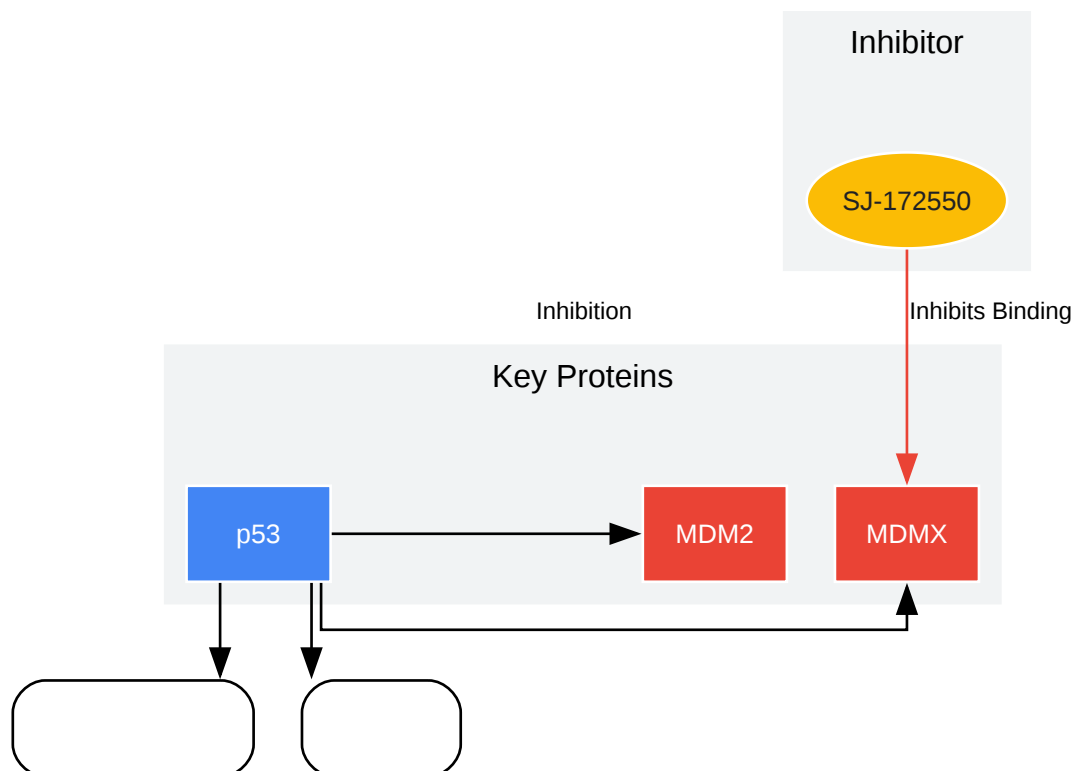 Inhibitor
SJ-172550
Inhibition
Inhibits Binding
Key Proteins
p53
MDM2
MDMX